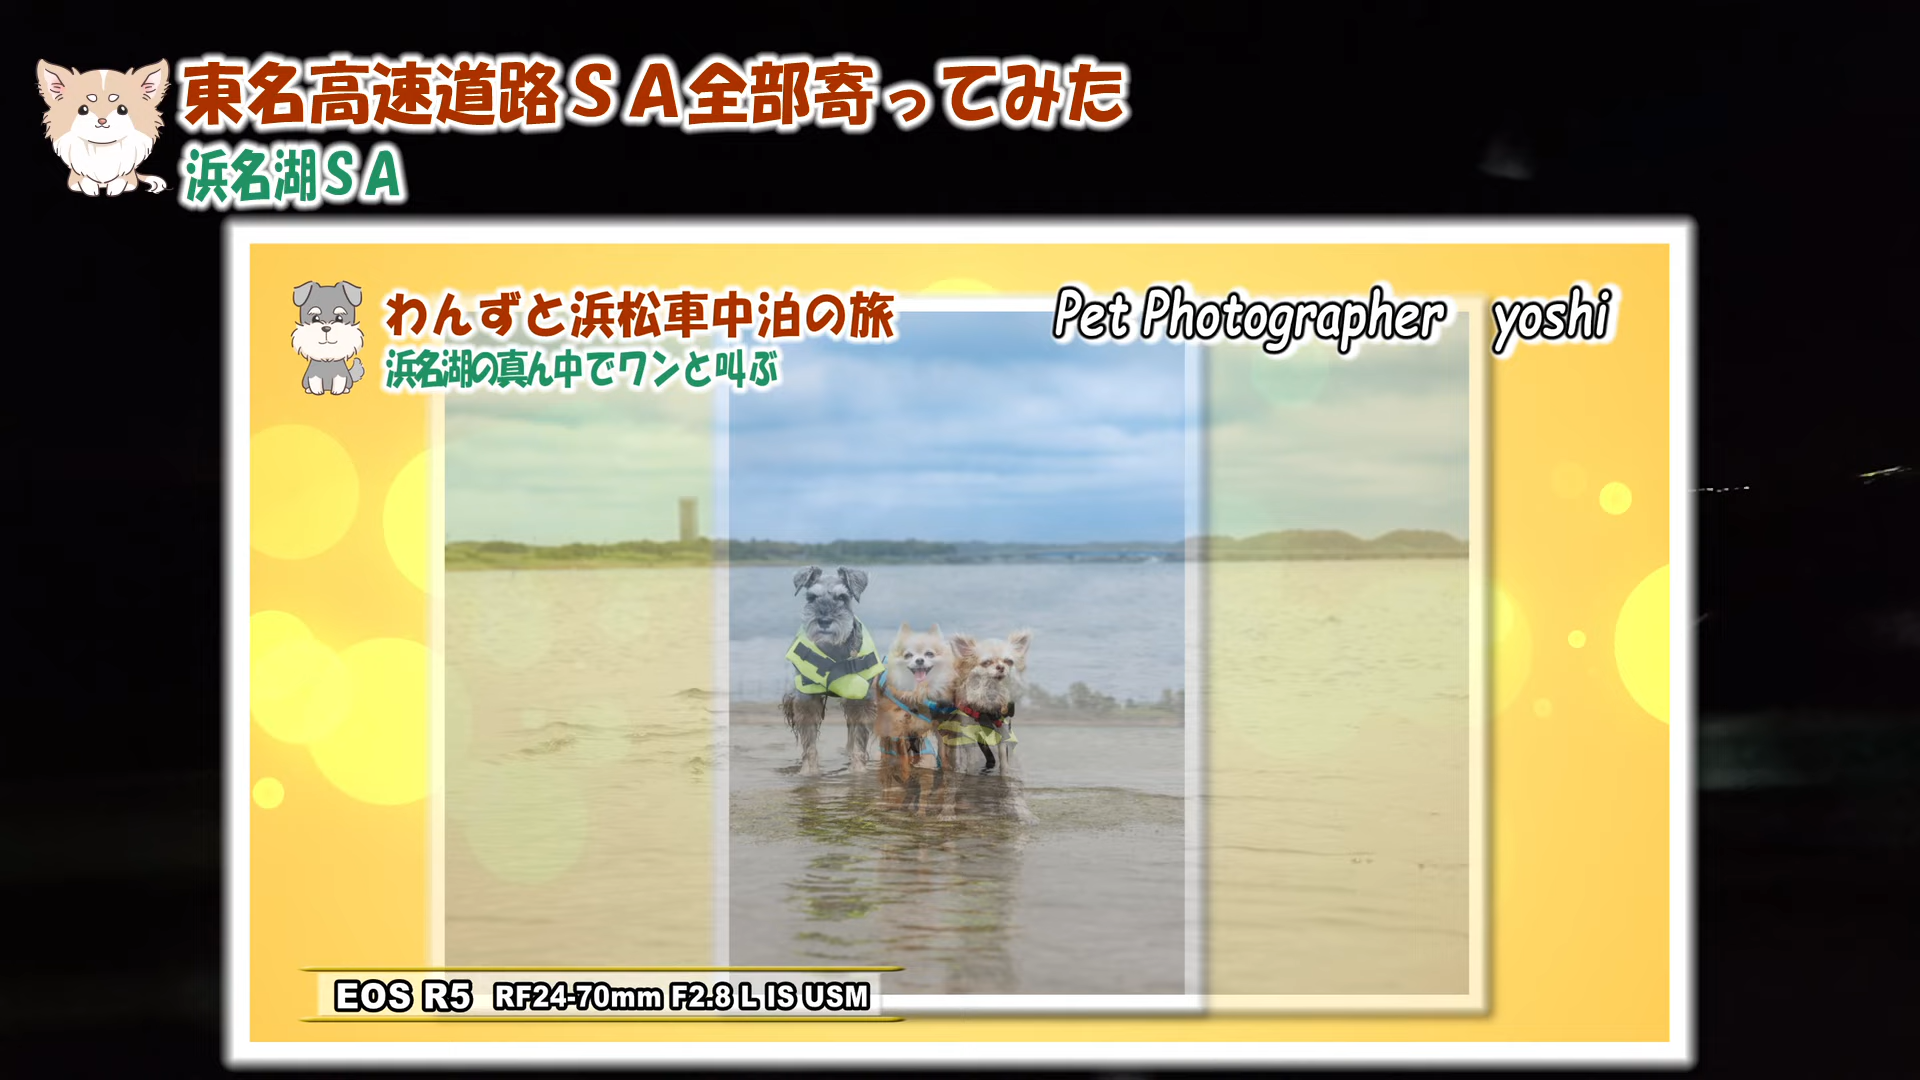 東名高速道路ＳＡ全部寄ってみた
浜名湖ＳＡ
わんずと浜松車中泊の旅
浜名湖の真ん中でワンと叫ぶ
Pet Photographer yoshi
EOS R5 RF24-70mm F2.8 L IS USM